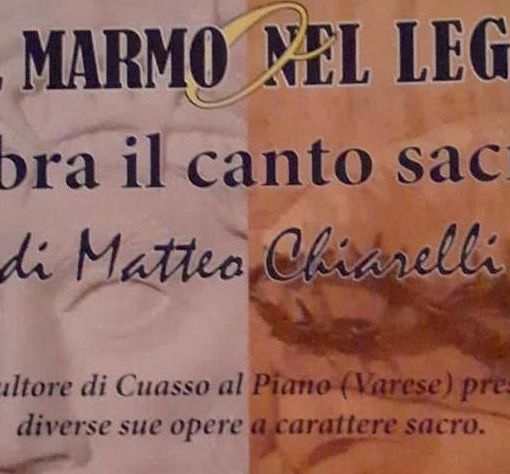 MARMO O NEL LEG
bra il canto sac
di Matteo Chiarelli
ultore di Cuasso al Piano (Varese) pres
diverse sue opere a carattere sacro.